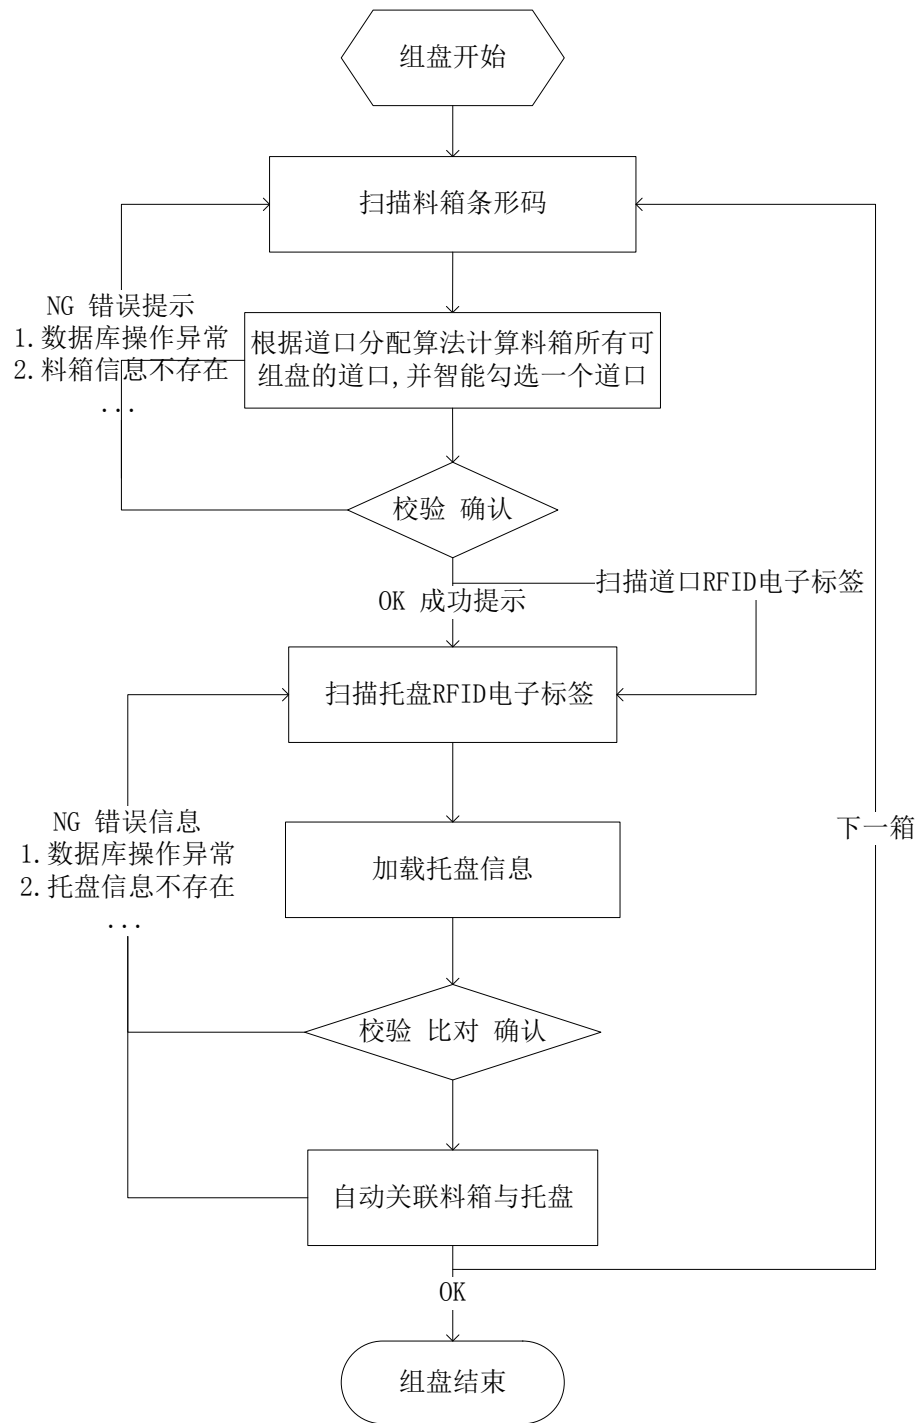 组盘开始
扫描料箱条形码
NG 错误提示
1.数据库操作异常
2.料箱信息不存在
...
根据道口分配算法计算料箱所有可
组盘的道口,并智能勾选一个道口
校验 确认
扫描道口RFID电子标签
OK 成功提示
扫描托盘RFID电子标签
NG 错误信息
1.数据库操作异常
2.托盘信息不存在
...
下一箱
加载托盘信息
校验 比对 确认
自动关联料箱与托盘
OK
组盘结束